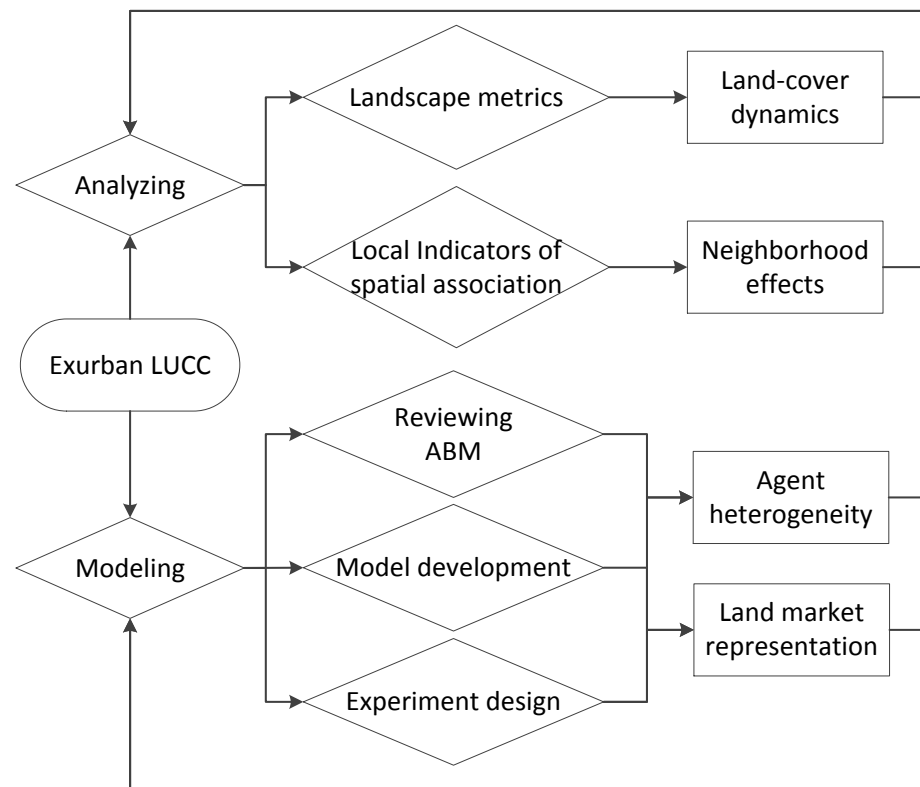 Landscape metrics
Land-cover
dynamics
Analyzing
Local Indicators of
spatial association
Neighborhood
effects
Exurban LUCC
Reviewing
ABM
Agent
heterogeneity
Modeling
Model development
Land market
representation
Experiment design